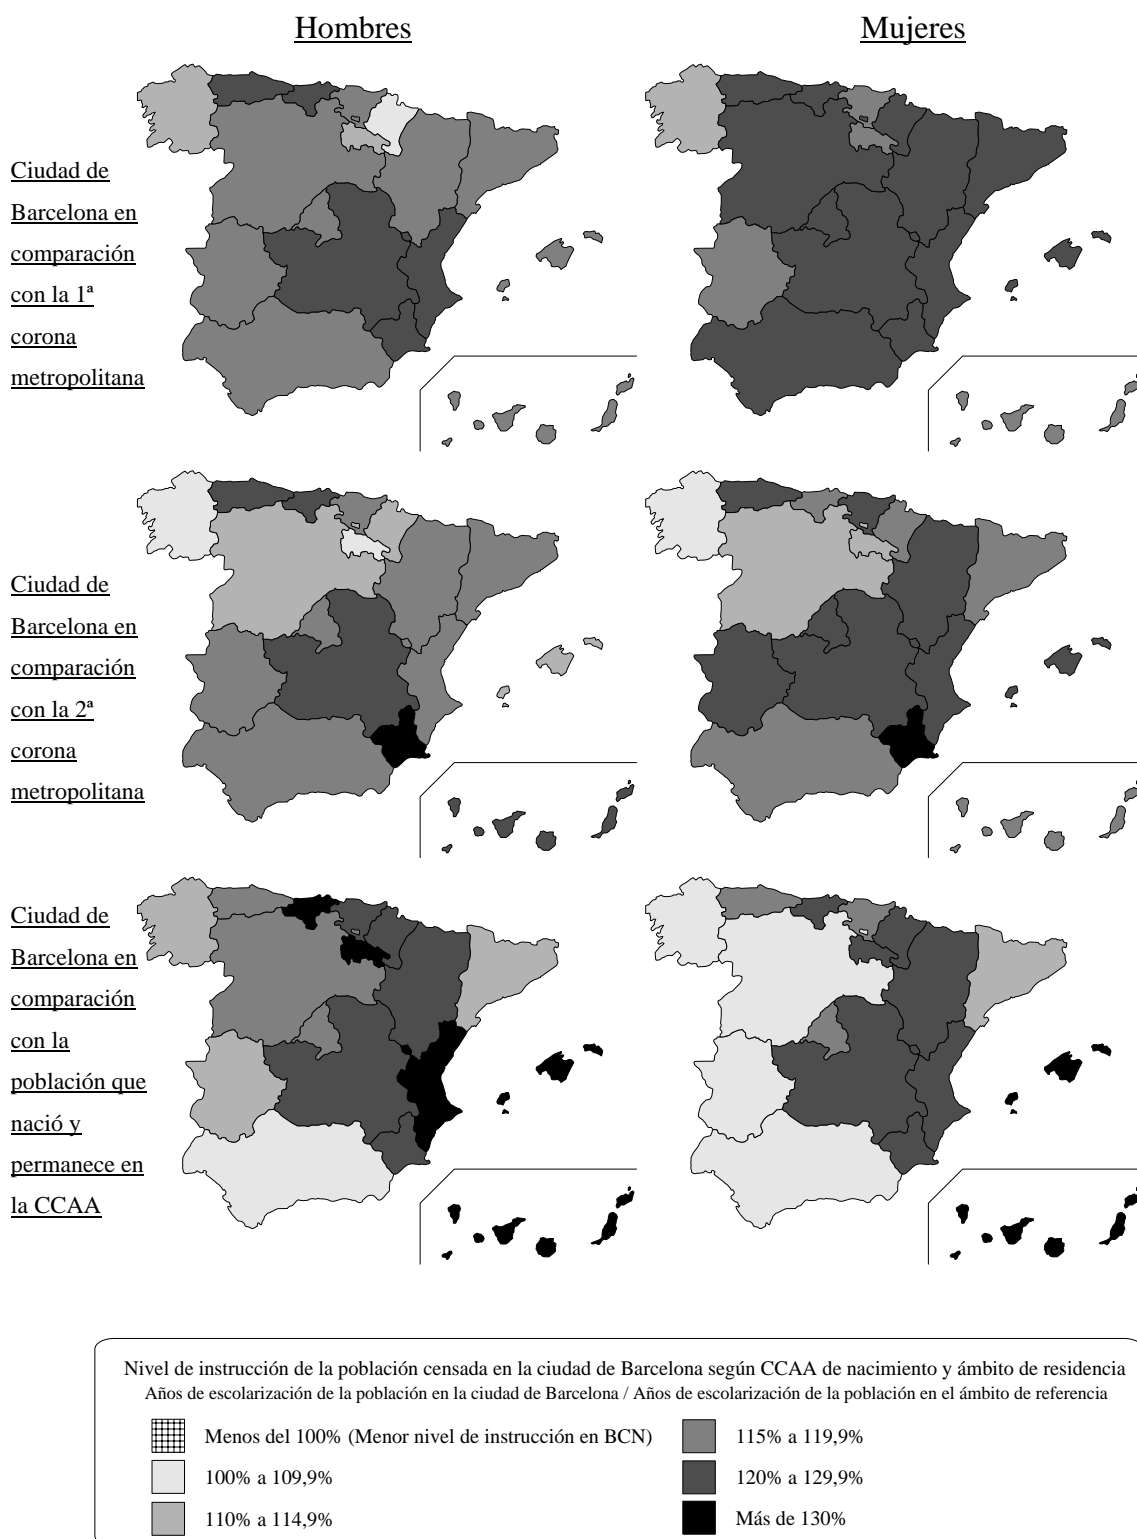 Hombres
Mujeres
Ciudad de
Barcelona en
comparación
con la 1ª
corona
metropolitana
Ciudad de
Barcelona en
comparación
con la 2ª
corona
metropolitana
Ciudad de
Barcelona en
comparación
con la
población que
nació y
permanece en
la CCAA
Nivel de instrucción de la población censada en la ciudad de Barcelona según CCAA de nacimiento y ámbito de residencia
Años de escolarización de la población en la ciudad de Barcelona / Años de escolarización de la población en el ámbito de referencia
Menos del 100% (Menor nivel de instrucción en BCN)
100% a 109,9%
110% a 114,9%
115% a 119,9%
120% a 129,9%
Más de 130%